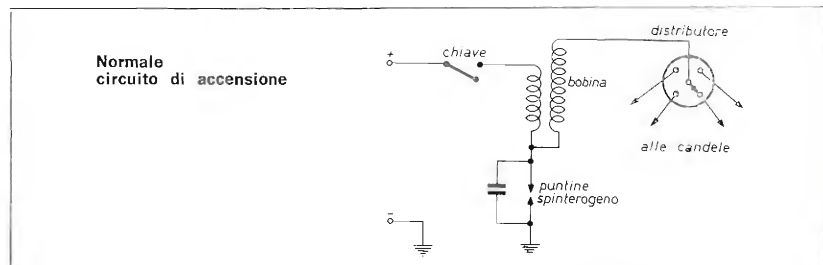 Normale
circuito di accensione
distributore
+
chiave
bobina
alle candele
puntine
spinterogeno
-